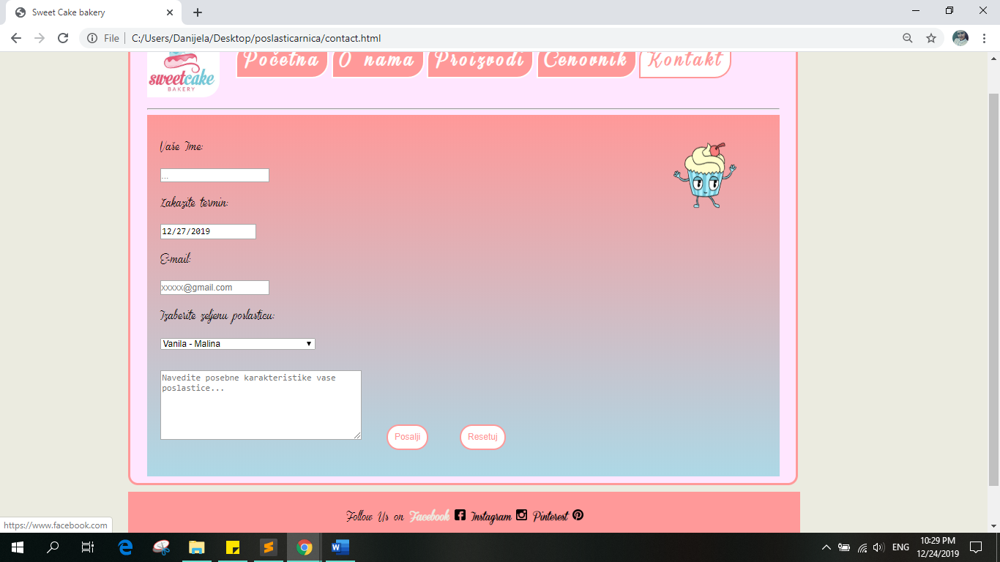 Sweet Cake bakery
File
C:/Users/Danijela/Desktop/poslasticarnica/contact.html
Početna
O nama
Proizvodi
Cenovnik
Kontakt
sweetcake
BAKERY
Vaše Ime:
...
Zakazite termin:
12/27/2019
E-mail:
xxxxx@gmail.com
Izaberite zeljenu poslasticu:
Vanila - Malina
Navedite posebne karakteristike vase
poslastice...
Posalji
Resetuj
Follow Us on Facebook Instagram Pinterest
https://www.facebook.com
ENG
10:29 PM
12/24/2019